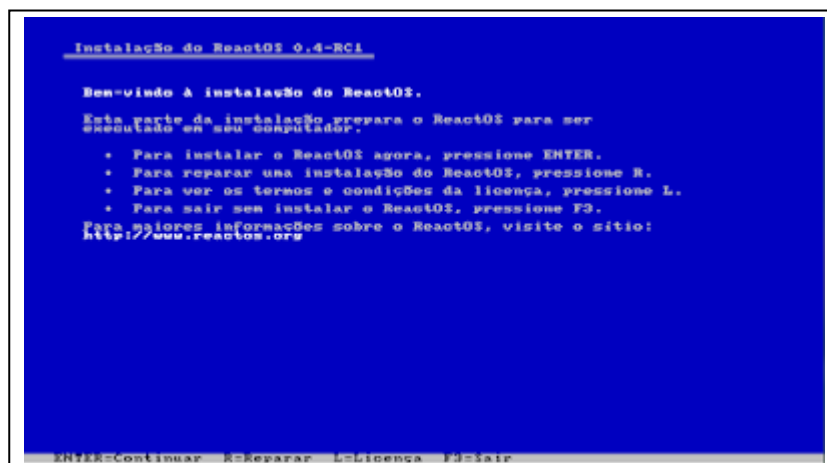 Instalação do ReactOS 0.4-RC1
Bem-vindo à instalação do ReactOS.
Esta parte da instalação prepara o ReactOS para ser
executado em seu computador.
• Para instalar o ReactOS agora, pressione ENTER.
• Para reparar uma instalação do ReactOS, pressione R.
• Para ver os termos e condições da licença, pressione L.
• Para sair sem instalar o ReactOS, pressione F3.
Para maiores informações sobre o ReactOS, visite o sítio:
http://www.reactos.org
ENTER=Continuar R=Reparar L=Licença F3=Sair